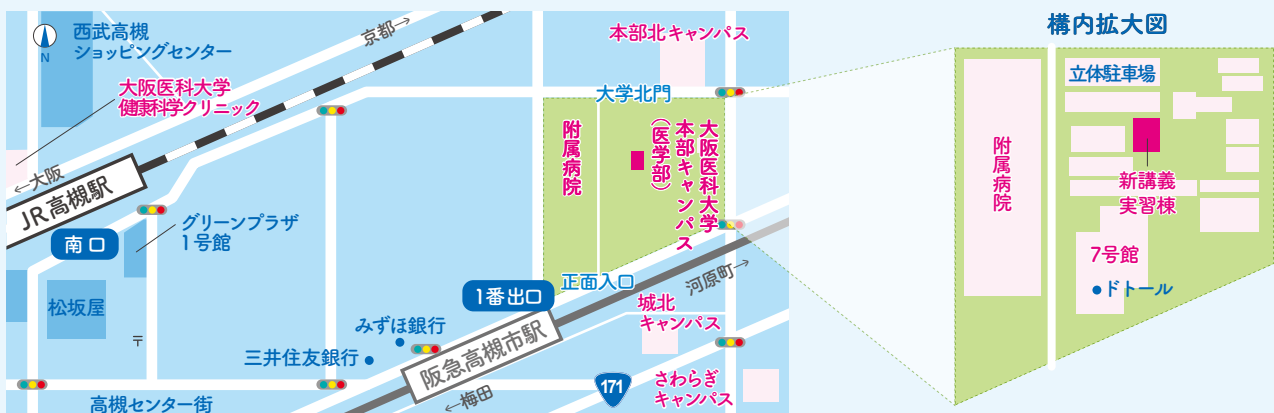 N
西武高槻
ショッピングセンター
大阪医科大学
健康科学クリニック
京都→
←大阪
JR高槻駅
南口
グリーンプラザ
1号館
松坂屋
〒
高槻センター街
みずほ銀行
三井住友銀行
1番出口
阪急高槻市駅
←梅田
171
正面入口
河原町→
城北
キャンパス
さわらぎ
キャンパス
本部北キャンパス
大学北門
附属病院
大阪医科大学
本部キャンパス
(医学部)
構内拡大図
立体駐車場
附属病院
新講義
実習棟
7号館
ドトール